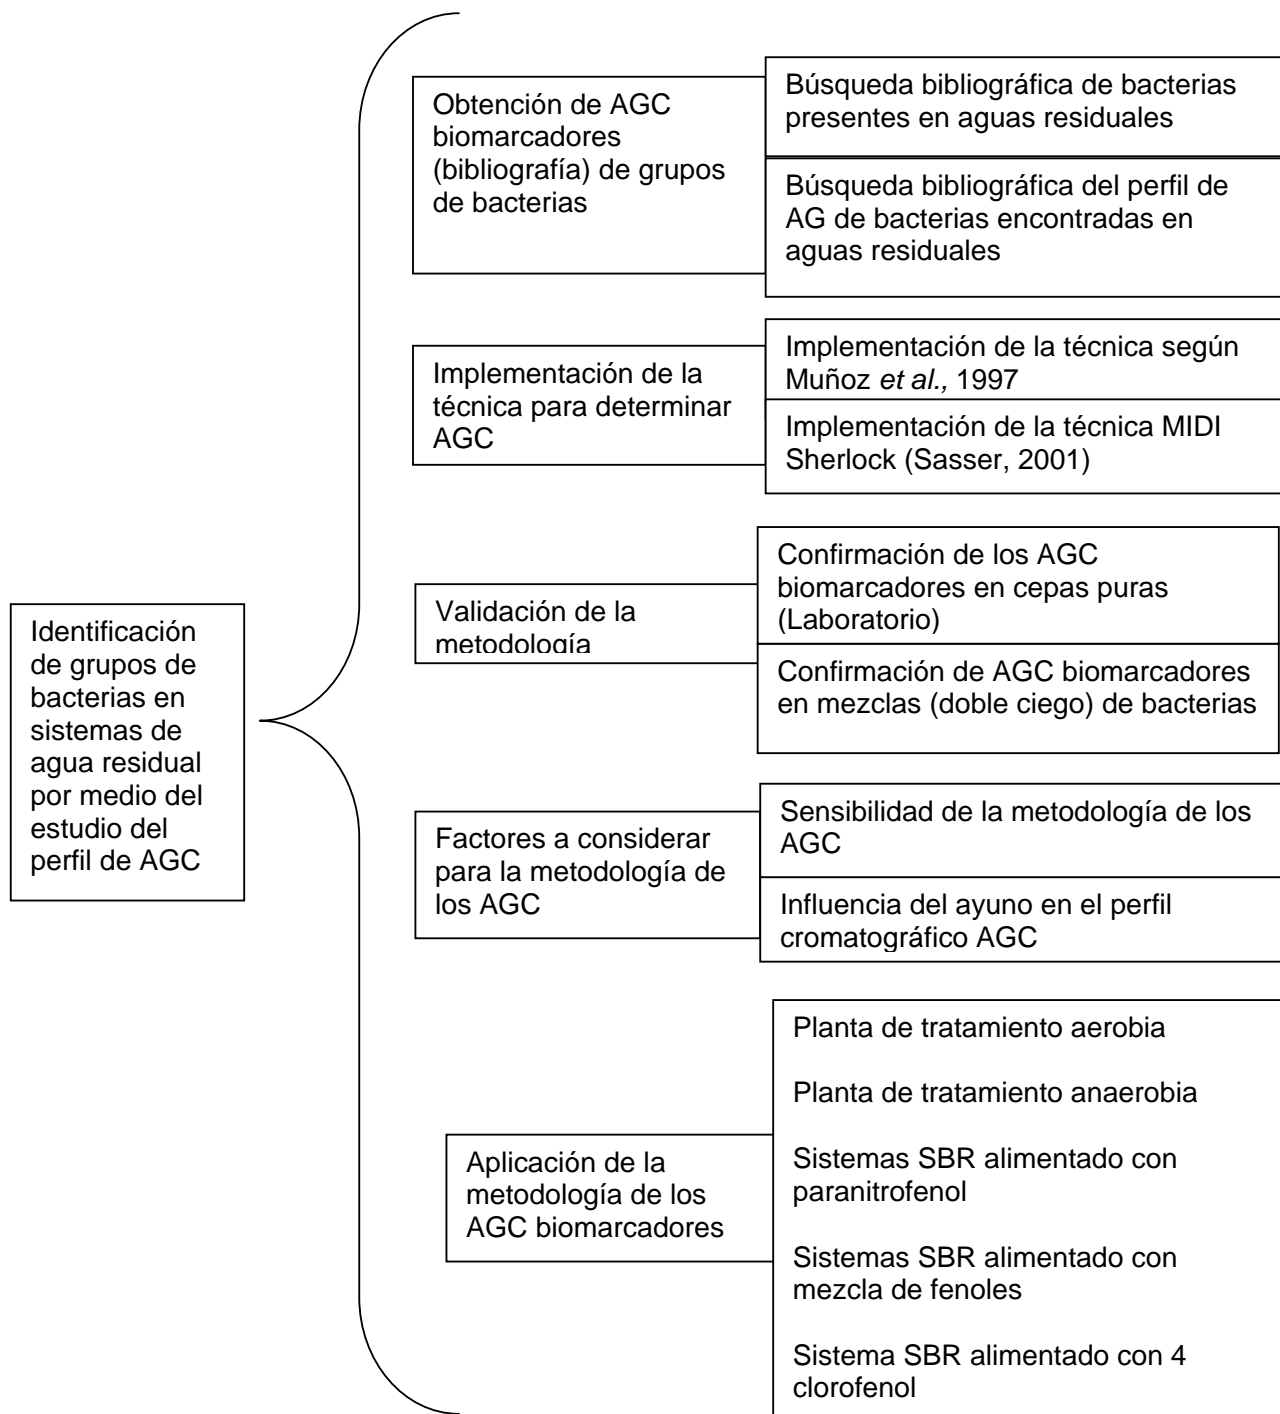 Identificación
de grupos de
bacterias en
sistemas de
agua residual
por medio del
estudio del
perfil de AGC
Obtención de AGC
biomarcadores
(bibliografía) de grupos
de bacterias
Búsqueda bibliográfica de bacterias
presentes en aguas residuales
Búsqueda bibliográfica del perfil de
AG de bacterias encontradas en
aguas residuales
Implementación de la
técnica para determinar
AGC
Implementación de la técnica según
Muñoz et al., 1997
Implementación de la técnica MIDI
Sherlock (Sasser, 2001)
Validación de la
metodología
Confirmación de los AGC
biomarcadores en cepas puras
(Laboratorio)
Confirmación de AGC biomarcadores
en mezclas (doble ciego) de bacterias
Factores a considerar
para la metodología de
los AGC
Sensibilidad de la metodología de los
AGC
Influencia del ayuno en el perfil
cromatográfico AGC
Aplicación de la
metodología de los
AGC biomarcadores
Planta de tratamiento aerobia
Planta de tratamiento anaerobia
Sistemas SBR alimentado con
paranitrofenol
Sistemas SBR alimentado con
mezcla de fenoles
Sistema SBR alimentado con 4
clorofenol